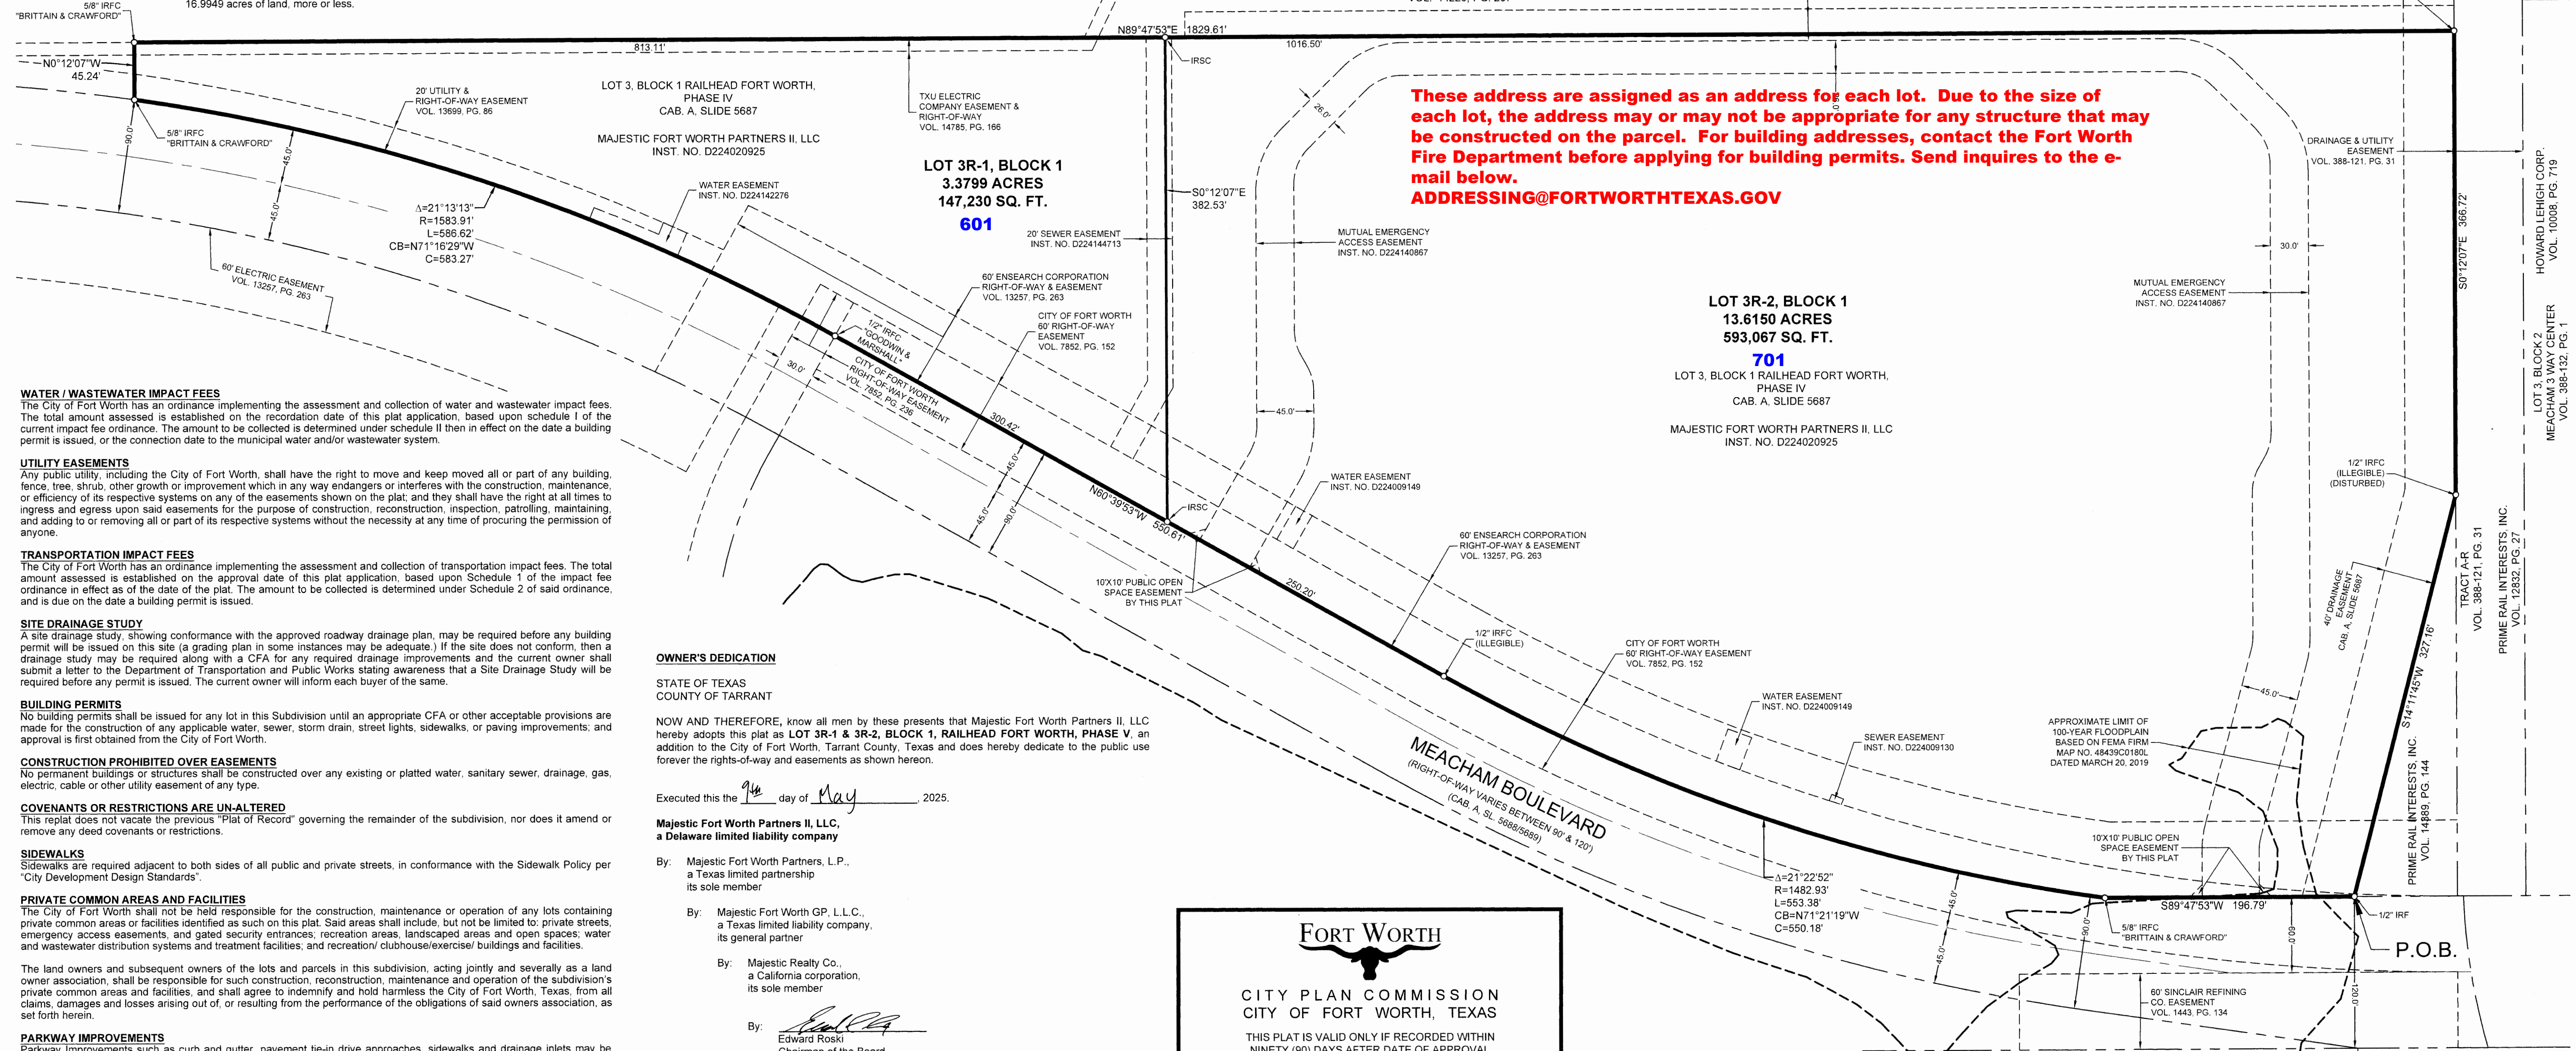 16.9949 acres of land, more or less.
5/8" IRFC
"BRITTAIN & CRAWFORD"
N0°12'07"W
45.24'
813.11'
N89°47'53"E 1829.61'
1016.50'
IRSC
90.0'
5/8" IRFC
"BRITTAIN & CRAWFORD"
45.0'
45.0'
20' UTILITY &
RIGHT-OF-WAY EASEMENT
VOL. 13699, PG. 86
LOT 3, BLOCK 1 RAILHEAD FORT WORTH,
PHASE IV
CAB. A, SLIDE 5687
MAJESTIC FORT WORTH PARTNERS II, LLC
INST. NO. D224020925
TXU ELECTRIC
COMPANY EASEMENT &
RIGHT-OF-WAY
VOL. 14785, PG. 166
LOT 3R-1, BLOCK 1
3.3799 ACRES
147,230 SQ. FT.
601
WATER EASEMENT
INST. NO. D224142276
Δ=21°13'13"
R=1583.91'
L=586.62'
CB=N71°16'29"W
C=583.27'
60' ELECTRIC EASEMENT
VOL. 13257, PG. 263
S0°12'07"E
382.53'
20' SEWER EASEMENT
INST. NO. D224144713
60' ENSEARCH CORPORATION
RIGHT-OF-WAY & EASEMENT
VOL. 13257, PG. 263
CITY OF FORT WORTH
60' RIGHT-OF-WAY
EASEMENT
VOL. 7852, PG. 152
1/2" IRFC
"GOODWIN &
MARSHALL"
CITY OF FORT WORTH
RIGHT-OF-WAY EASEMENT
VOL. 7852, PG. 236
30.0'
300.42'
45.0'
45.0'
90.0'
N60°39'53"W 550.61'
IRSC
10'X10' PUBLIC OPEN
SPACE EASEMENT
BY THIS PLAT
250.20'
26.0'
These address are assigned as an address for each lot. Due to the size of
each lot, the address may or may not be appropriate for any structure that may
be constructed on the parcel. For building addresses, contact the Fort Worth
Fire Department before applying for building permits. Send inquires to the e-
mail below.
ADDRESSING@FORTWORTHTEXAS.GOV
MUTUAL EMERGENCY
ACCESS EASEMENT
INST. NO. D224140867
45.0'
LOT 3R-2, BLOCK 1
13.6150 ACRES
593,067 SQ. FT.
701
LOT 3, BLOCK 1 RAILHEAD FORT WORTH,
PHASE IV
CAB. A, SLIDE 5687
MAJESTIC FORT WORTH PARTNERS II, LLC
INST. NO. D224020925
DRAINAGE & UTILITY
EASEMENT
VOL. 388-121, PG. 31
30.0'
MUTUAL EMERGENCY
ACCESS EASEMENT
INST. NO. D224140867
S0°12'07"E 366.72'
HOWARD LEHIGH CORP.
VOL. 10008, PG. 719
LOT 3, BLOCK 2
MEACHAM 3 WAY CENTER
VOL. 388-132, PG. 1
1/2" IRFC
(ILLEGIBLE)
(DISTURBED)
TRACT A-R
VOL. 388-121, PG. 31
PRIME RAIL INTERESTS, INC.
VOL. 12832, PG. 27
40' DRAINAGE
EASEMENT
CAB. A, SLIDE 5687
S14°11'45"W 327.16'
PRIME RAIL INTERESTS, INC.
VOL. 14389, PG. 144
WATER EASEMENT
INST. NO. D224009149
60' ENSEARCH CORPORATION
RIGHT-OF-WAY & EASEMENT
VOL. 13257, PG. 263
1/2" IRFC
(ILLEGIBLE)
CITY OF FORT WORTH
60' RIGHT-OF-WAY EASEMENT
VOL. 7852, PG. 152
WATER EASEMENT
INST. NO. D224009149
SEWER EASEMENT
INST. NO. D224009130
45.0'
APPROXIMATE LIMIT OF
100-YEAR FLOODPLAIN
BASED ON FEMA FIRM
MAP NO. 48439C0180L
DATED MARCH 20, 2019
MEACHAM BOULEVARD
(RIGHT-OF-WAY VARIES BETWEEN 90' & 120')
(CAB. A, SL. 5688/5689)
10'X10' PUBLIC OPEN
SPACE EASEMENT
BY THIS PLAT
Δ=21°22'52"
R=1482.93'
L=553.38'
CB=N71°21'19"W
C=550.18'
45.0'
45.0'
90.0'
S89°47'53"W 196.79'
5/8" IRFC
"BRITTAIN & CRAWFORD"
60.0'
120.0'
1/2" IRF
P.O.B.
60' SINCLAIR REFINING
CO. EASEMENT
VOL. 1443, PG. 134
WATER / WASTEWATER IMPACT FEES
The City of Fort Worth has an ordinance implementing the assessment and collection of water and wastewater impact fees.
The total amount assessed is established on the recordation date of this plat application, based upon schedule I of the
current impact fee ordinance. The amount to be collected is determined under schedule II then in effect on the date a building
permit is issued, or the connection date to the municipal water and/or wastewater system.
UTILITY EASEMENTS
Any public utility, including the City of Fort Worth, shall have the right to move and keep moved all or part of any building,
fence, tree, shrub, other growth or improvement which in any way endangers or interferes with the construction, maintenance,
or efficiency of its respective systems on any of the easements shown on the plat; and they shall have the right at all times to
ingress and egress upon said easements for the purpose of construction, reconstruction, inspection, patrolling, maintaining,
and adding to or removing all or part of its respective systems without the necessity at any time of procuring the permission of
anyone.
TRANSPORTATION IMPACT FEES
The City of Fort Worth has an ordinance implementing the assessment and collection of transportation impact fees. The total
amount assessed is established on the approval date of this plat application, based upon Schedule 1 of the impact fee
ordinance in effect as of the date of the plat. The amount to be collected is determined under Schedule 2 of said ordinance,
and is due on the date a building permit is issued.
SITE DRAINAGE STUDY
A site drainage study, showing conformance with the approved roadway drainage plan, may be required before any building
permit will be issued on this site (a grading plan in some instances may be adequate.) If the site does not conform, then a
drainage study may be required along with a CFA for any required drainage improvements and the current owner shall
submit a letter to the Department of Transportation and Public Works stating awareness that a Site Drainage Study will be
required before any permit is issued. The current owner will inform each buyer of the same.
BUILDING PERMITS
No building permits shall be issued for any lot in this Subdivision until an appropriate CFA or other acceptable provisions are
made for the construction of any applicable water, sewer, storm drain, street lights, sidewalks, or paving improvements; and
approval is first obtained from the City of Fort Worth.
CONSTRUCTION PROHIBITED OVER EASEMENTS
No permanent buildings or structures shall be constructed over any existing or platted water, sanitary sewer, drainage, gas,
electric, cable or other utility easement of any type.
COVENANTS OR RESTRICTIONS ARE UN-ALTERED
This replat does not vacate the previous "Plat of Record" governing the remainder of the subdivision, nor does it amend or
remove any deed covenants or restrictions.
SIDEWALKS
Sidewalks are required adjacent to both sides of all public and private streets, in conformance with the Sidewalk Policy per
"City Development Design Standards".
PRIVATE COMMON AREAS AND FACILITIES
The City of Fort Worth shall not be held responsible for the construction, maintenance or operation of any lots containing
private common areas or facilities identified as such on this plat. Said areas shall include, but not be limited to: private streets,
emergency access easements, and gated security entrances; recreation areas, landscaped areas and open spaces; water
and wastewater distribution systems and treatment facilities; and recreation/ clubhouse/exercise/ buildings and facilities.
The land owners and subsequent owners of the lots and parcels in this subdivision, acting jointly and severally as a land
owner association, shall be responsible for such construction, reconstruction, maintenance and operation of the subdivision's
private common areas and facilities, and shall agree to indemnify and hold harmless the City of Fort Worth, Texas, from all
claims, damages and losses arising out of, or resulting from the performance of the obligations of said owners association, as
set forth herein.
PARKWAY IMPROVEMENTS
Parkway Improvements such as curb and gutter, pavement tie-in drive approaches, sidewalks and drainage inlets may be
OWNER'S DEDICATION
STATE OF TEXAS
COUNTY OF TARRANT
NOW AND THEREFORE, know all men by these presents that Majestic Fort Worth Partners II, LLC
hereby adopts this plat as LOT 3R-1 & 3R-2, BLOCK 1, RAILHEAD FORT WORTH, PHASE V, an
addition to the City of Fort Worth, Tarrant County, Texas and does hereby dedicate to the public use
forever the rights-of-way and easements as shown hereon.
Executed this the 9th day of May, 2025.
Majestic Fort Worth Partners II, LLC,
a Delaware limited liability company
By: Majestic Fort Worth Partners, L.P.,
a Texas limited partnership
its sole member
By: Majestic Fort Worth GP, L.L.C.,
a Texas limited liability company,
its general partner
By: Majestic Realty Co.,
a California corporation,
its sole member
By:
Edward Roski
Chairman of the Board
FORT WORTH
CITY PLAN COMMISSION
CITY OF FORT WORTH, TEXAS
THIS PLAT IS VALID ONLY IF RECORDED WITHIN
NINETY (90) DAYS AFTER DATE OF APPROVAL